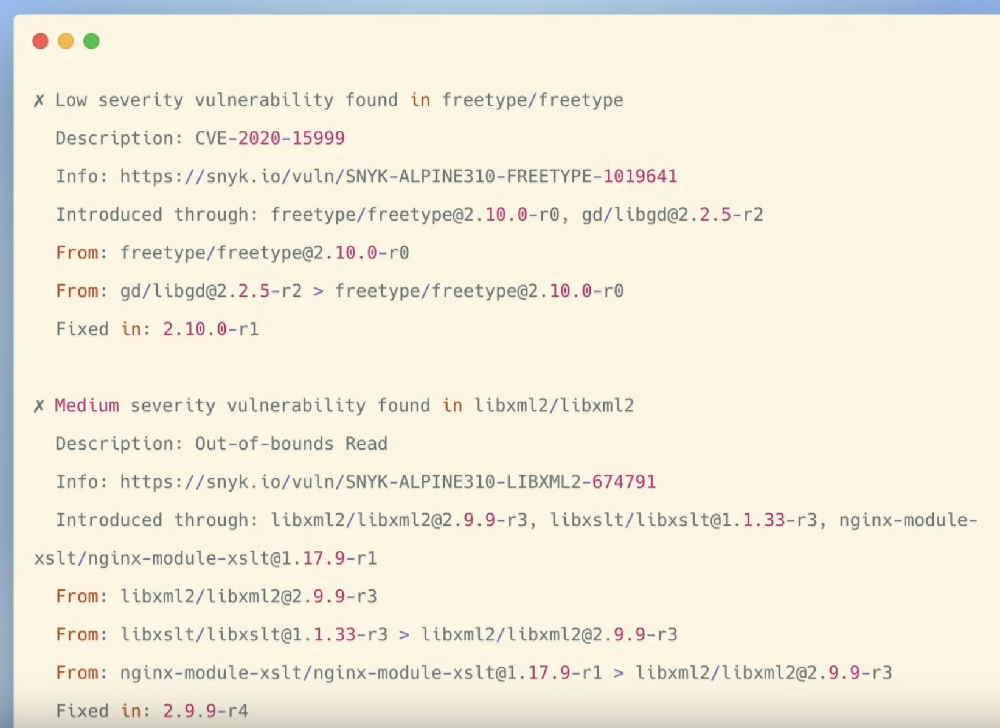 ✗ Low severity vulnerability found in freetype/freetype
Description: CVE-2020-15999
Info: https://snyk.io/vuln/SNYK-ALPINE310-FREETYPE-1019641
Introduced through: freetype/freetype@2.10.0-r0, gd/libgd@2.2.5-r2
From: freetype/freetype@2.10.0-r0
From: gd/libgd@2.2.5-r2 > freetype/freetype@2.10.0-r0
Fixed in: 2.10.0-r1
✗ Medium severity vulnerability found in libxml2/libxml2
Description: Out-of-bounds Read
Info: https://snyk.io/vuln/SNYK-ALPINE310-LIBXML2-674791
Introduced through: libxml2/libxml2@2.9.9-r3, libxslt/libxslt@1.1.33-r3, nginx-module-
xslt/nginx-module-xslt@1.17.9-r1
From: libxml2/libxml2@2.9.9-r3
From: libxslt/libxslt@1.1.33-r3 > libxml2/libxml2@2.9.9-r3
From: nginx-module-xslt/nginx-module-xslt@1.17.9-r1 > libxml2/libxml2@2.9.9-r3
Fixed in: 2.9.9-r4